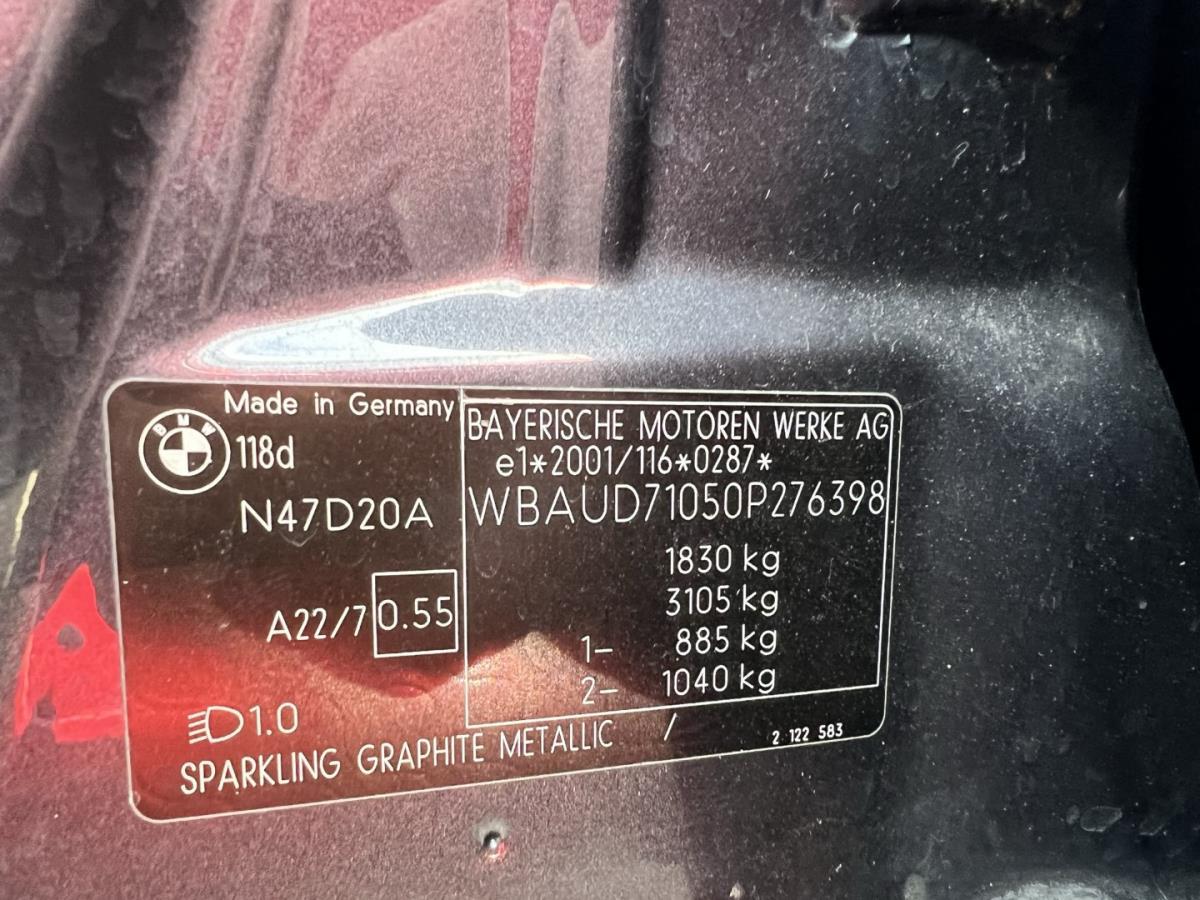 Made in Germany
BMW
118d
N47D20A
A22/7 0.55
1.0
BAYERISCHE MOTOREN WERKE AG
e1*2001/116*0287*
WBAUD71050P276398
1830 kg
3105 kg
1- 885 kg
2- 1040 kg
SPARKLING GRAPHITE METALLIC /
2 122 583